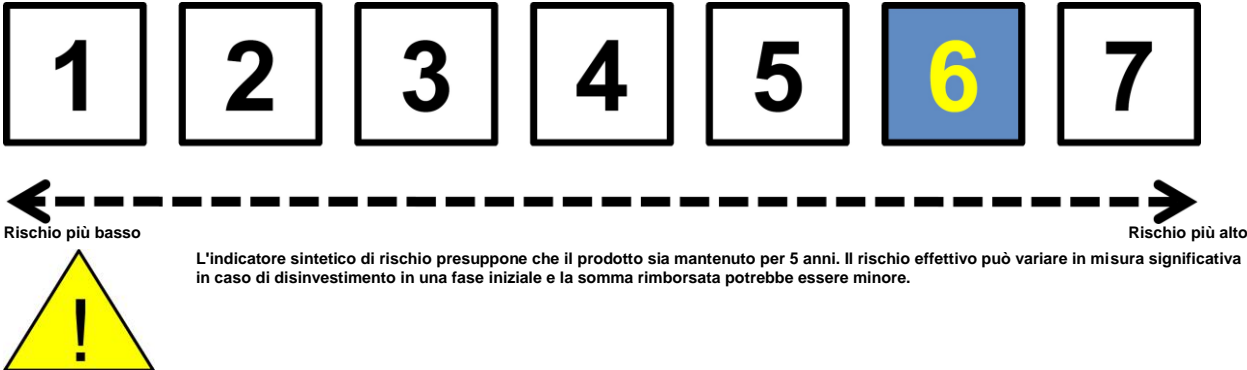 1 2 3 4 5 6 7
Rischio più basso Rischio più alto
L'indicatore sintetico di rischio presuppone che il prodotto sia mantenuto per 5 anni. Il rischio effettivo può variare in misura significativa
in caso di disinvestimento in una fase iniziale e la somma rimborsata potrebbe essere minore.
!